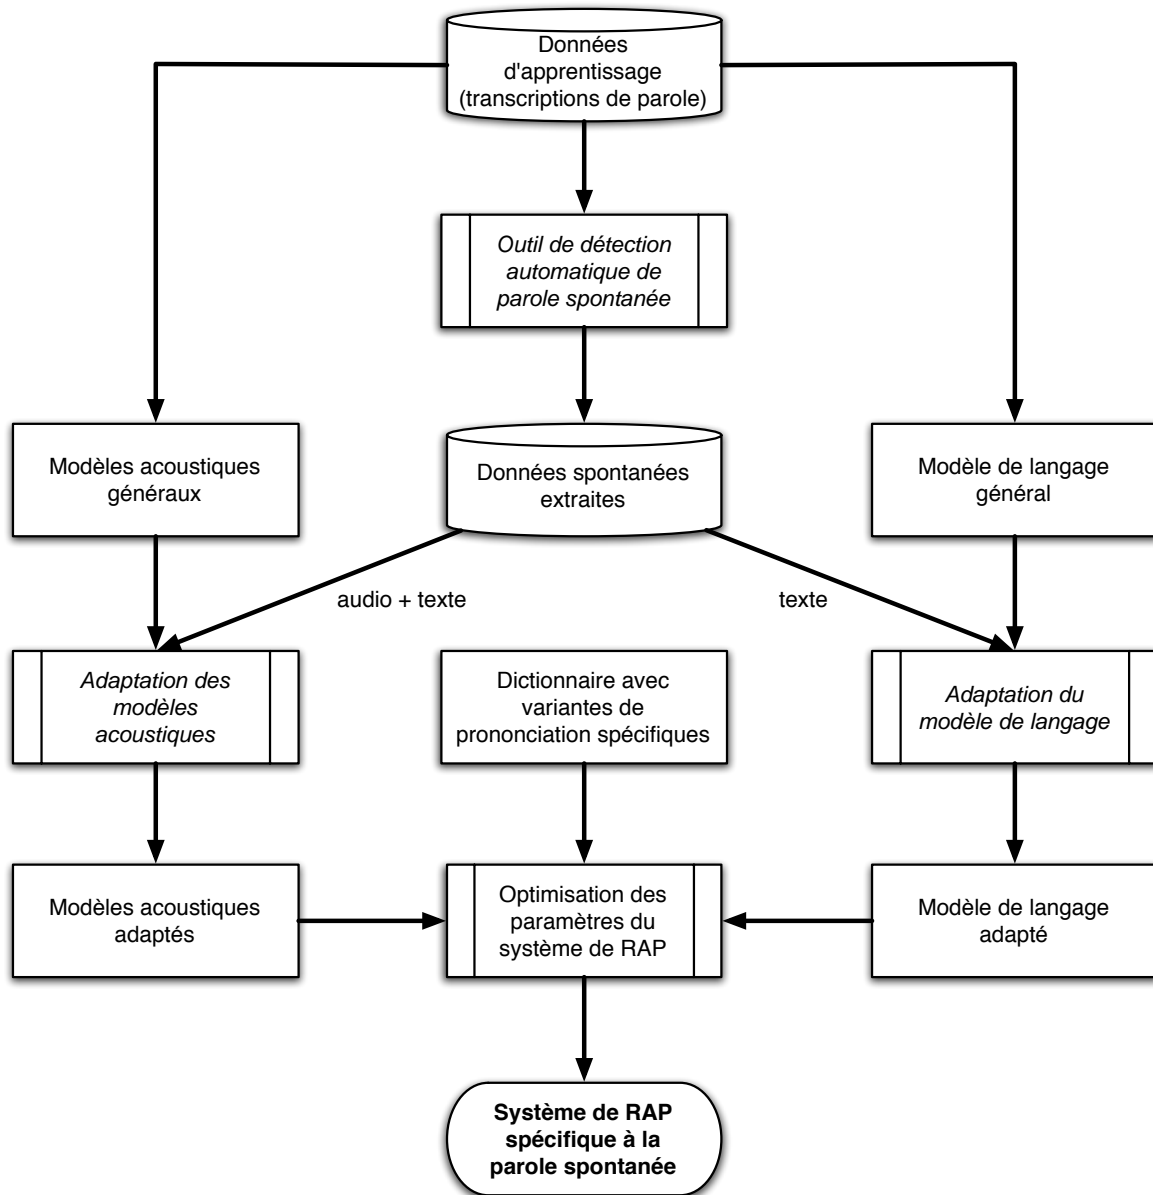 Données
d'apprentissage
(transcriptions de parole)
Outil de détection
automatique de
parole spontanée
Modèles acoustiques
généraux
Données spontanées
extraites
Modèle de langage
général
audio + texte
texte
Adaptation des
modèles
acoustiques
Dictionnaire avec
variantes de
prononciation spécifiques
Adaptation du
modèle de langage
Modèles acoustiques
adaptés
Optimisation des
paramètres du
système de RAP
Modèle de langage
adapté
Système de RAP
spécifique à la
parole spontanée